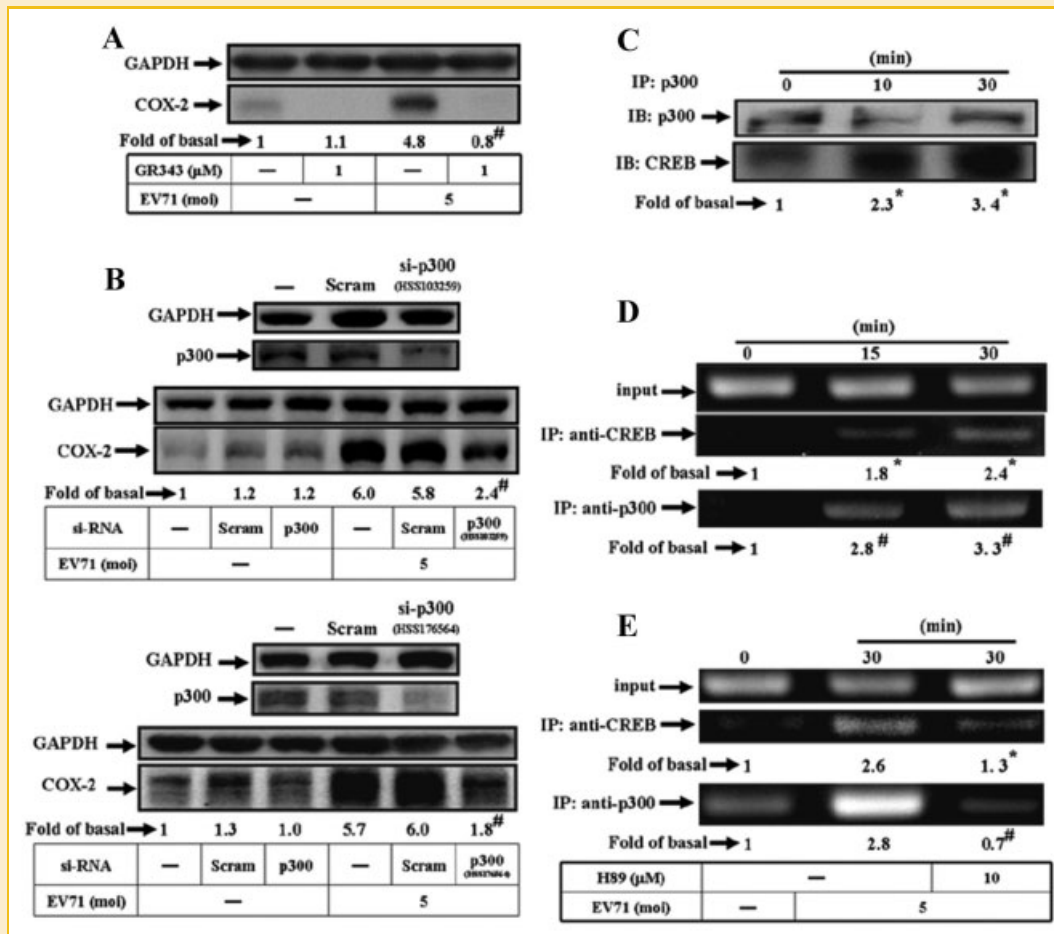 A
GAPDH
COX-2
Fold of basal 1 1.1 4.8 0.8#
GR343 (μM) — 1 — 1
EV71 (moi) — 5
B
— Scram si-p300
(HSS103259)
GAPDH
p300
GAPDH
COX-2
Fold of basal 1 1.2 1.2 6.0 5.8 2.4#
si-RNA — Scram p300 — Scram p300
(HSS103259)
EV71 (moi) — 5
— Scram si-p300
(HSS176564)
GAPDH
p300
GAPDH
COX-2
Fold of basal 1 1.3 1.0 5.7 6.0 1.8#
si-RNA — Scram p300 — Scram p300
(HSS176564)
EV71 (moi) — 5
C
(min)
IP: p300 0 10 30
IB: p300
IB: CREB
Fold of basal 1 2.3* 3.4*
D
(min)
0 15 30
input
IP: anti-CREB
Fold of basal 1 1.8* 2.4*
IP: anti-p300
Fold of basal 1 2.8# 3.3#
E
(min)
0 30 30
input
IP: anti-CREB
Fold of basal 1 2.6 1.3*
IP: anti-p300
Fold of basal 1 2.8 0.7#
H89 (μM) — 10
EV71 (moi) — 5